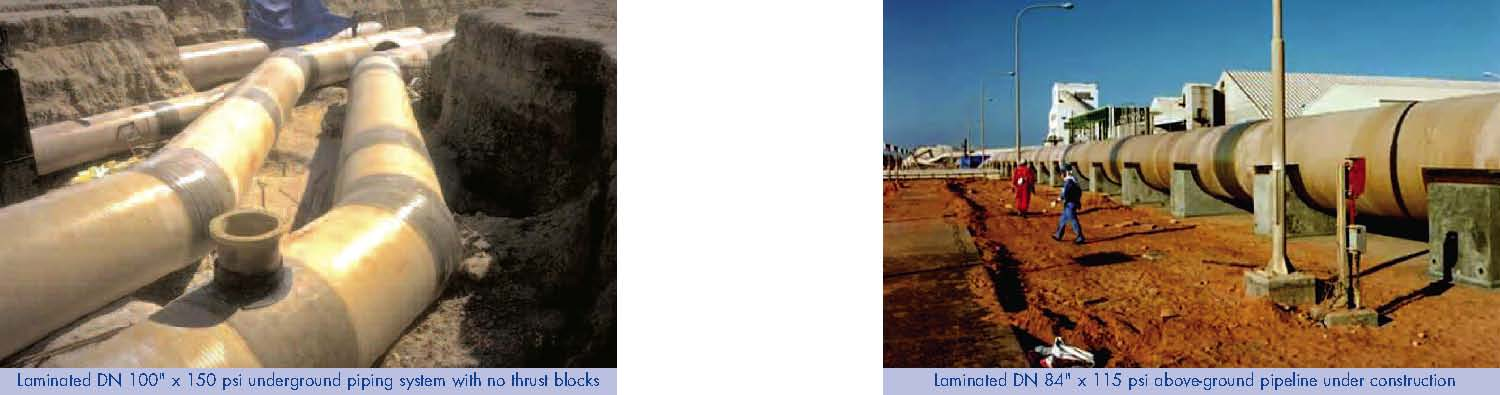 Laminated DN 100" x 150 psi underground piping system with no thrust blocks
Laminated DN 84" x 115 psi above-ground pipeline under construction